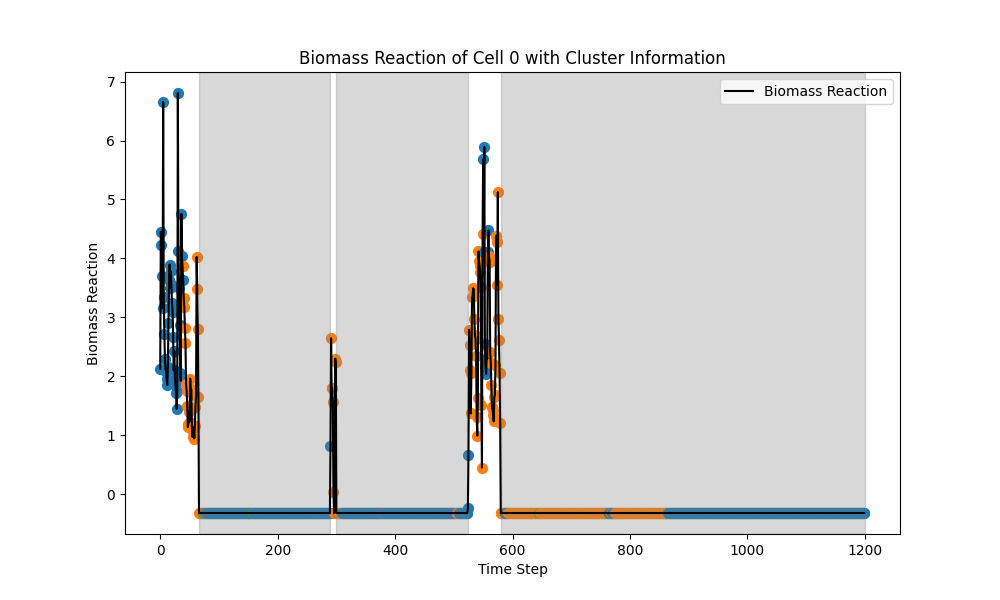 Biomass Reaction of Cell 0 with Cluster Information
Biomass Reaction
7
6
5
4
3
2
1
0
Biomass Reaction
0 200 400 600 800 1000 1200
Time Step